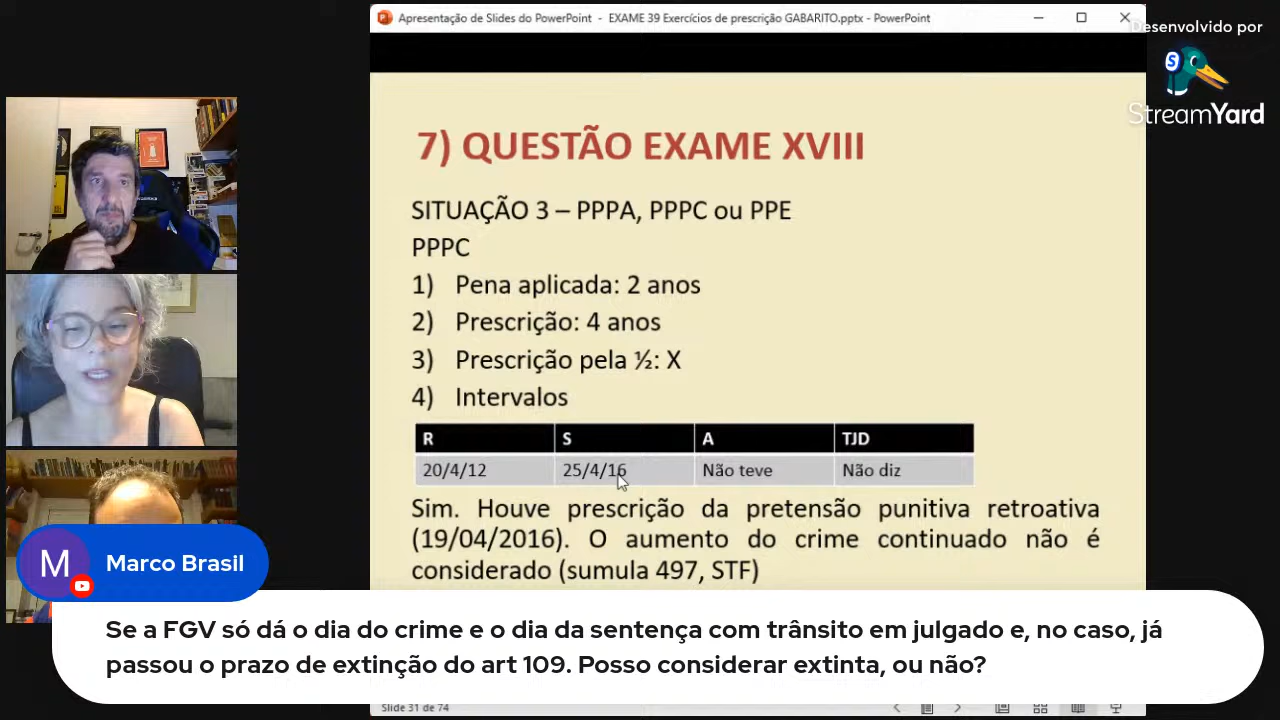 Apresentação de Slides do PowerPoint - EXAME 39 Exercícios de prescrição GABARITO.pptx - PowerPoint
Desenvolvido por
StreamYard
7) QUESTÃO EXAME XVIII
SITUAÇÃO 3 – PPPA, PPPC ou PPE
PPPC
1) Pena aplicada: 2 anos
2) Prescrição: 4 anos
3) Prescrição pela ½: X
4) Intervalos
R S A TJD
20/4/12 25/4/16 Não teve Não diz
Sim. Houve prescrição da pretensão punitiva retroativa
(19/04/2016). O aumento do crime continuado não é
considerado (sumula 497, STF)
M Marco Brasil
Se a FGV só dá o dia do crime e o dia da sentença com trânsito em julgado e, no caso, já
passou o prazo de extinção do art 109. Posso considerar extinta, ou não?
Slide 31 de 74